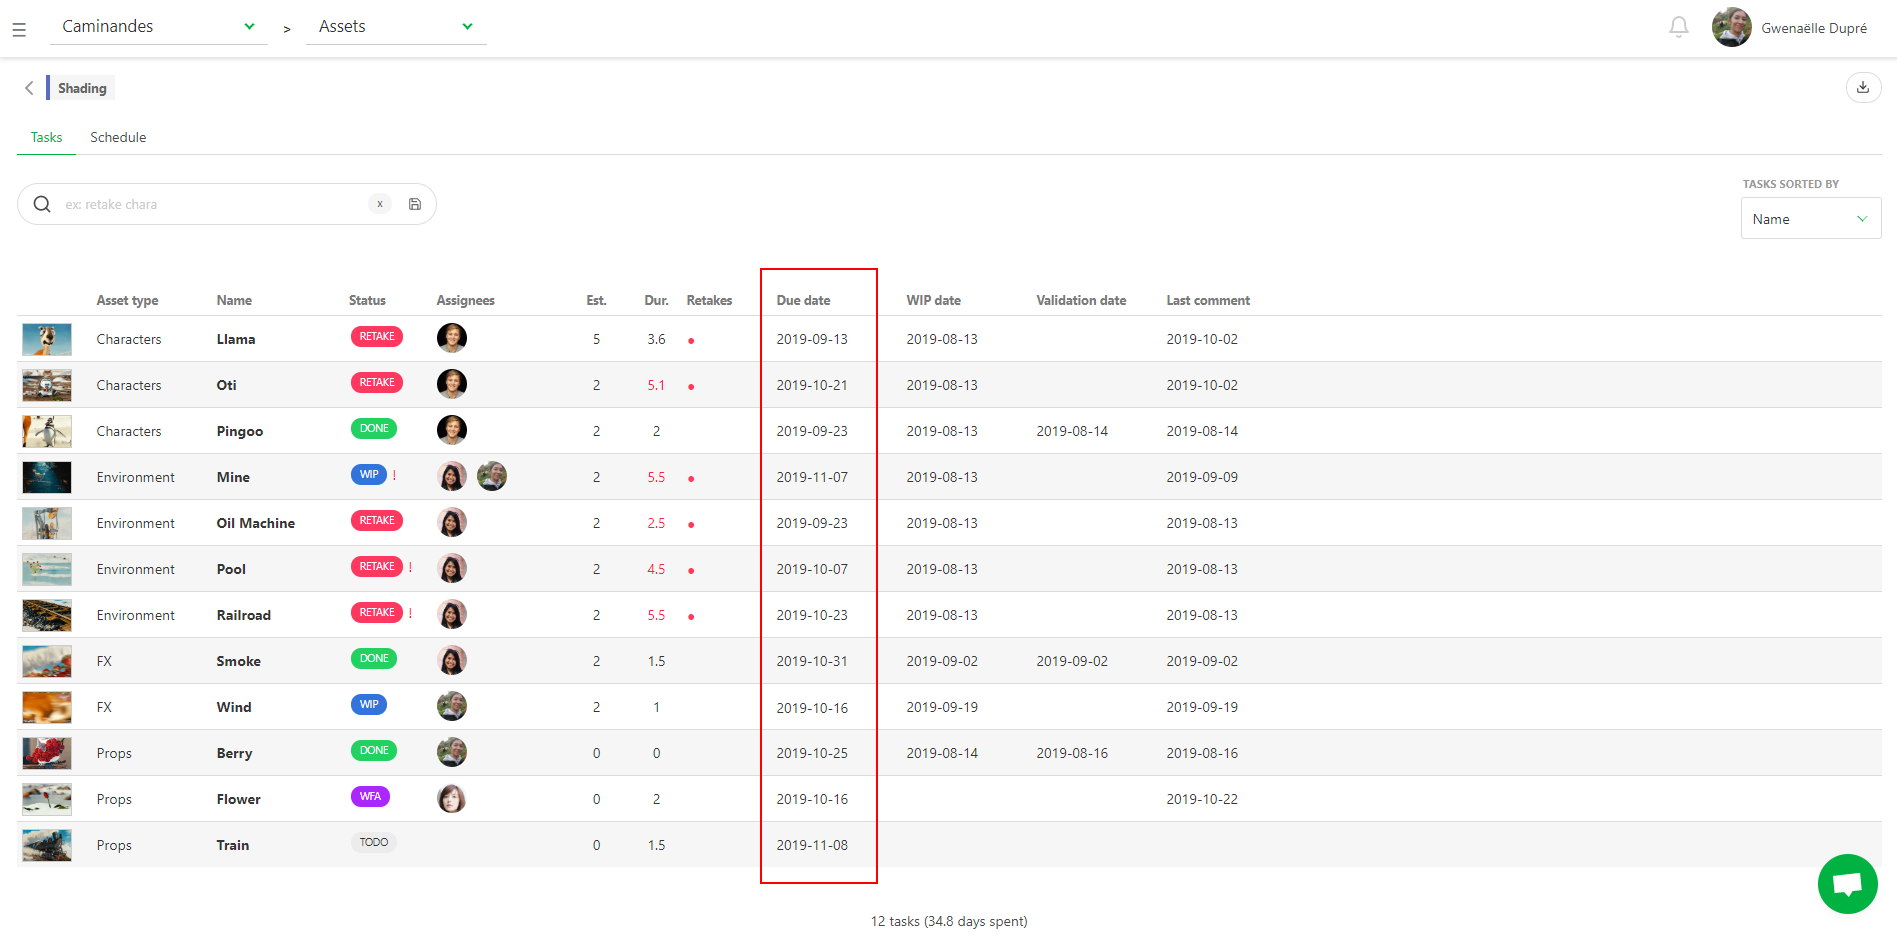 Caminandes > Assets Gwenaëlle Dupré
Shading
Tasks Schedule
TASKS SORTED BY
ex: retake chara x Name
Asset type Name Status Assignees Est. Dur. Retakes Due date WIP date Validation date Last comment
Characters Llama RETAKE 5 3.6 2019-09-13 2019-08-13 2019-10-02
Characters Oti RETAKE 2 5.1 2019-10-21 2019-08-13 2019-10-02
Characters Pingoo DONE 2 2 2019-09-23 2019-08-13 2019-08-14 2019-08-14
Environment Mine WIP ! 2 5.5 2019-11-07 2019-08-13 2019-09-09
Environment Oil Machine RETAKE 2 2.5 2019-09-23 2019-08-13 2019-08-13
Environment Pool RETAKE ! 2 4.5 2019-10-07 2019-08-13 2019-08-13
Environment Railroad RETAKE ! 2 5.5 2019-10-23 2019-08-13 2019-08-13
FX Smoke DONE 2 1.5 2019-10-31 2019-09-02 2019-09-02 2019-09-02
FX Wind WIP 2 1 2019-10-16 2019-09-19 2019-09-19
Props Berry DONE 0 0 2019-10-25 2019-08-14 2019-08-16 2019-08-16
Props Flower WFA 0 2 2019-10-16 2019-10-22
Props Train TODO 0 1.5 2019-11-08
12 tasks (34.8 days spent)